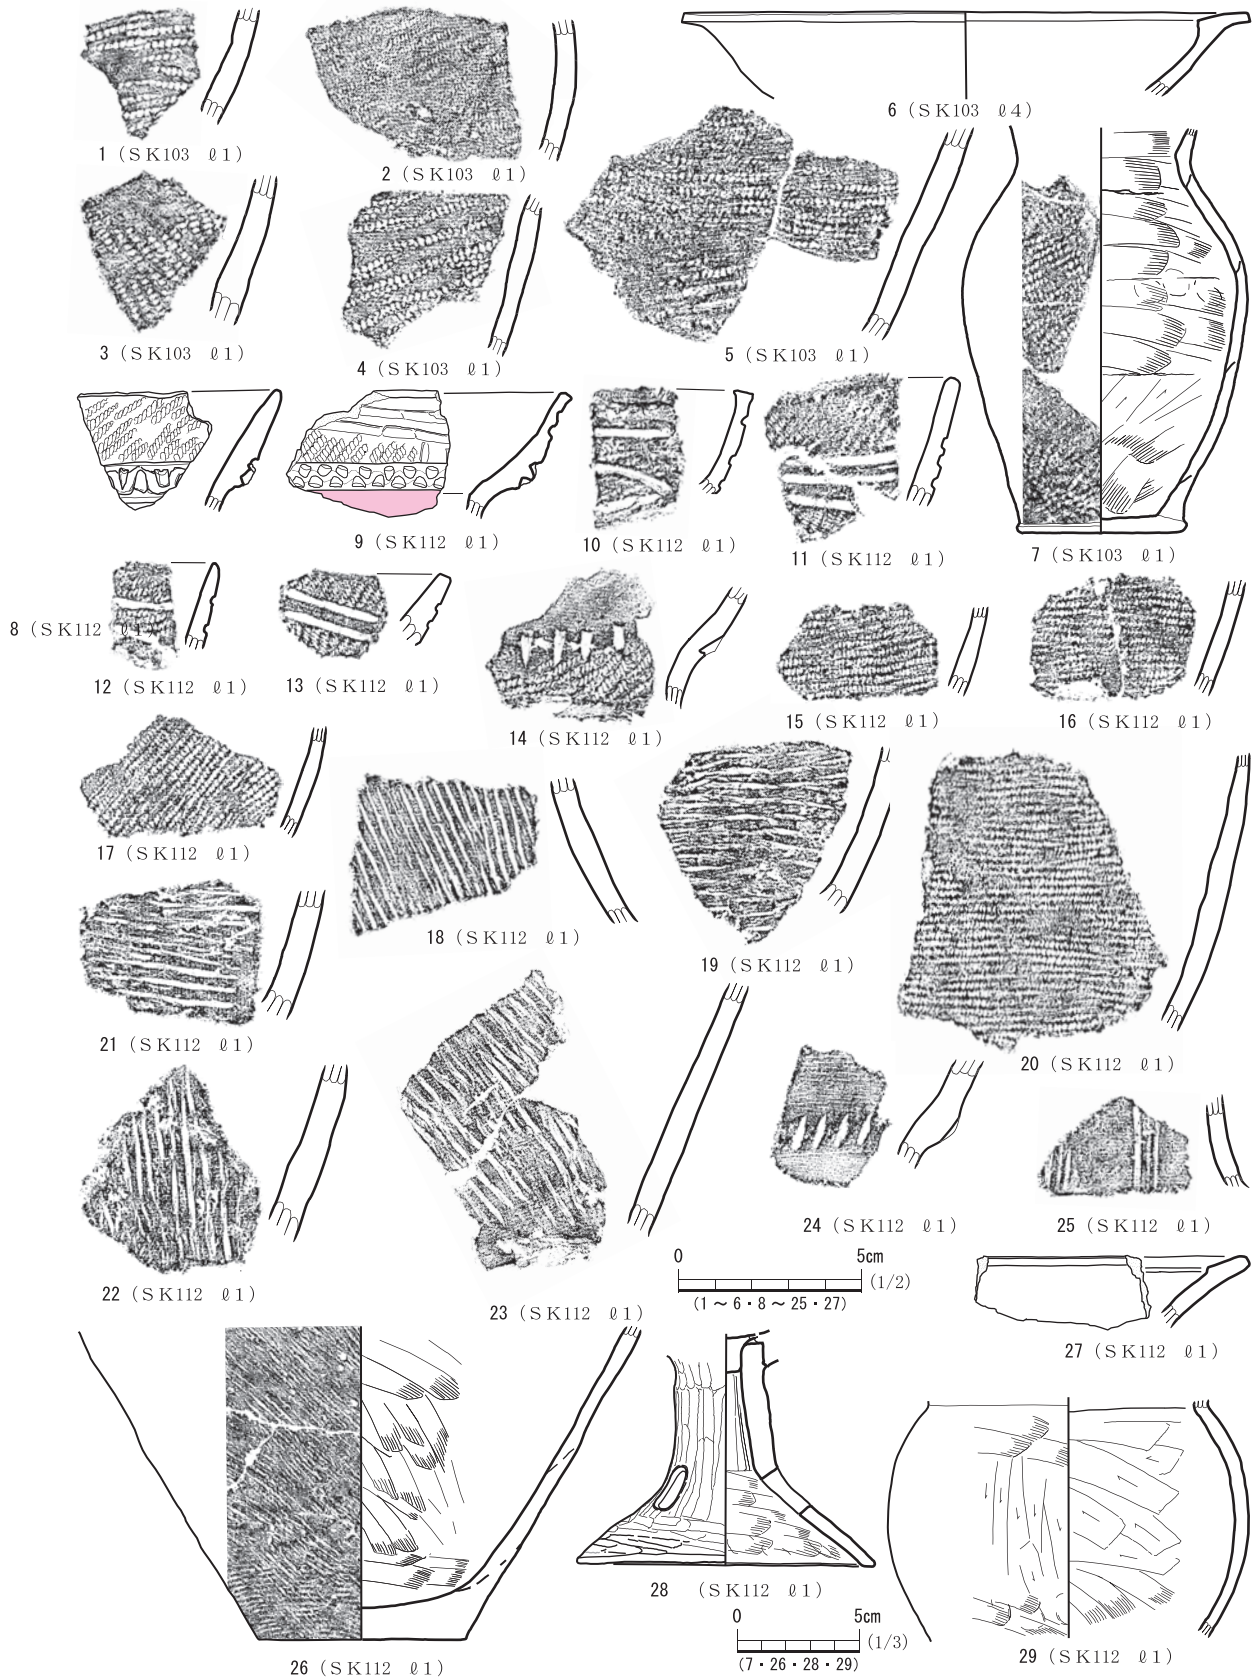 1（SK103　ℓ1）
2（SK103　ℓ1）
6（SK103　ℓ4）
3（SK103　ℓ1）
4（SK103　ℓ1）
5（SK103　ℓ1）
7（SK103　ℓ1）
8（SK112　ℓ1）
9（SK112　ℓ1）
10（SK112　ℓ1）
11（SK112　ℓ1）
12（SK112　ℓ1）
13（SK112　ℓ1）
14（SK112　ℓ1）
15（SK112　ℓ1）
16（SK112　ℓ1）
17（SK112　ℓ1）
18（SK112　ℓ1）
19（SK112　ℓ1）
20（SK112　ℓ1）
21（SK112　ℓ1）
22（SK112　ℓ1）
23（SK112　ℓ1）
24（SK112　ℓ1）
25（SK112　ℓ1）
0　5cm
（1/2）
（1～6・8～25・27）
27（SK112　ℓ1）
28（SK112　ℓ1）
0　5cm
（1/3）
（7・26・28・29）
26（SK112　ℓ1）
29（SK112　ℓ1）